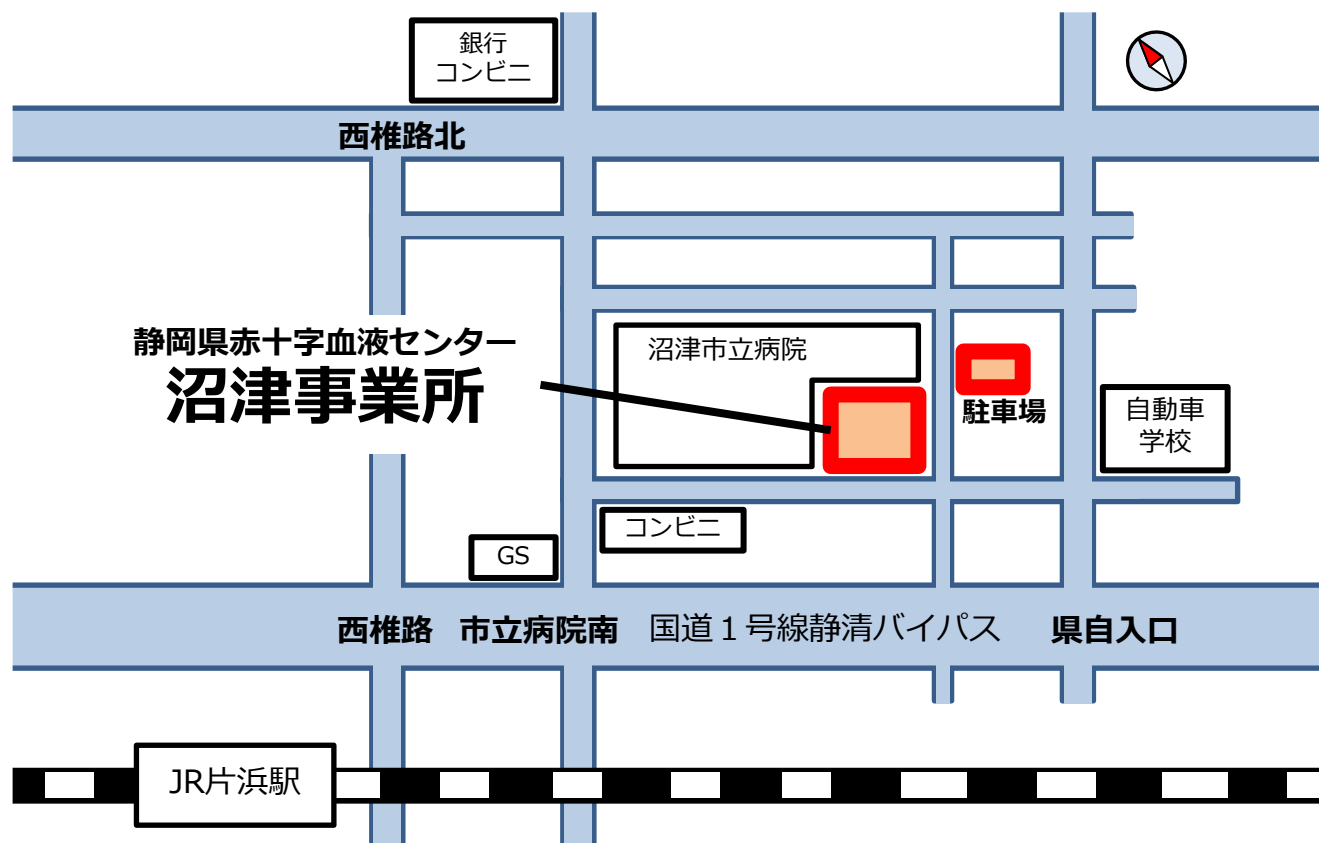 銀行
コンビニ
西椎路北
静岡県赤十字血液センター
沼津事業所
沼津市立病院
駐車場
自動車
学校
コンビニ
GS
西椎路
市立病院南
国道１号線静清バイパス
県自入口
JR片浜駅